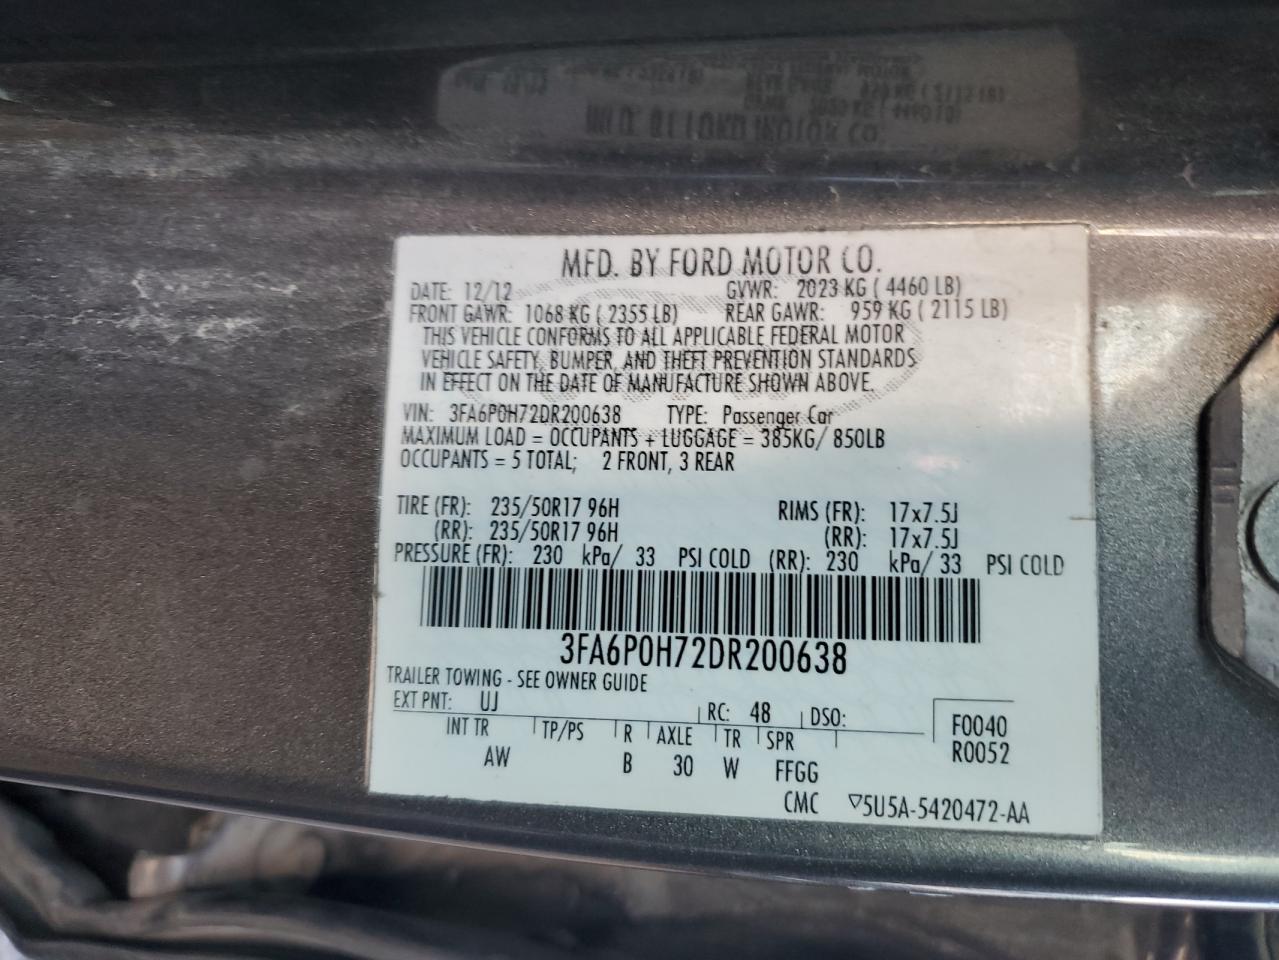 MFD. BY FORD MOTOR CO.
DATE: 12/12 GVWR: 2023 KG ( 4460 LB)
FRONT GAWR: 1068 KG ( 2355 LB) REAR GAWR: 959 KG ( 2115 LB)
THIS VEHICLE CONFORMS TO ALL APPLICABLE FEDERAL MOTOR
VEHICLE SAFETY, BUMPER, AND THEFT PREVENTION STANDARDS
IN EFFECT ON THE DATE OF MANUFACTURE SHOWN ABOVE.
VIN: 3FA6P0H72DR200638 TYPE: Passenger Car
MAXIMUM LOAD = OCCUPANTS + LUGGAGE = 385KG/ 850LB
OCCUPANTS = 5 TOTAL; 2 FRONT, 3 REAR
TIRE (FR): 235/50R17 96H RIMS (FR): 17x7.5J
(RR): 235/50R17 96H (RR): 17x7.5J
PRESSURE (FR): 230 kPa/ 33 PSI COLD (RR): 230 kPa/ 33 PSI COLD
3FA6P0H72DR200638
TRAILER TOWING - SEE OWNER GUIDE
EXT PNT: UJ RC: 48 DSO: F0040
INT TR TP/PS R AXLE TR SPR R0052
AW B 30 W FFGG
CMC ▽5U5A-5420472-AA